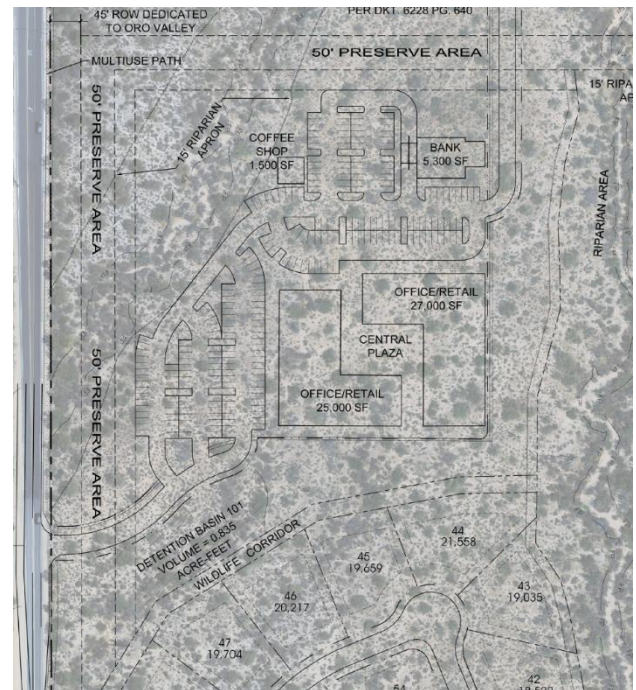 45' ROW DEDICATED
TO ORO VALLEY
PER DKT. 6228 PG. 640
50' PRESERVE AREA
MULTIUSE PATH
15' RIPA
50' PRESERVE AREA
15' RIPARIAN
APRON
COFFEE
SHOP
1,500 SF
BANK
5,300 SF
RIPARIAN AREA
OFFICE/RETAIL
27,000 SF
CENTRAL
PLAZA
50' PRESERVE AREA
OFFICE/RETAIL
25,000 SF
DETENTION BASIN 101
VOLUME = 0.835
ACRE-FEET
WILDLIFE CORRIDOR
44
21,558
45
19,659
46
20,217
43
19,035
47
19,704
42
54